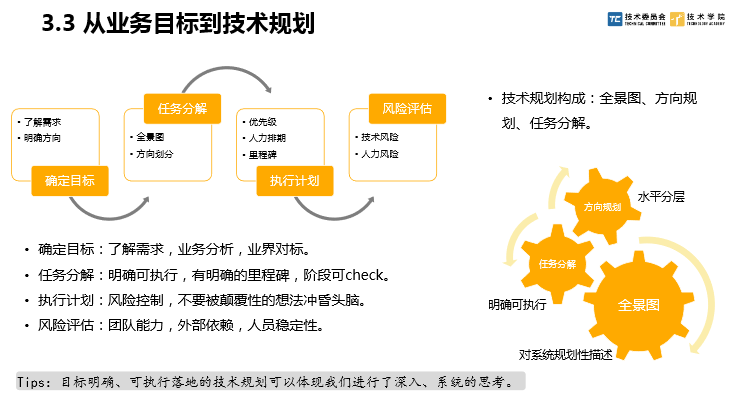 3.3 从业务目标到技术规划
TC 技术委员会
TECHNICAL COMMITTEE
技术学院
TECHNOLOGY ACADEMY
• 了解需求
• 明确方向
确定目标
任务分解
• 全景图
• 方向划分
• 优先级
• 人力排期
• 里程碑
执行计划
风险评估
• 技术风险
• 人力风险
• 技术规划构成：全景图、方向规
划、任务分解。
方向规划
水平分层
任务分解
明确可执行
全景图
对系统规划性描述
• 确定目标：了解需求，业务分析，业界对标。
• 任务分解：明确可执行，有明确的里程碑，阶段可check。
• 执行计划：风险控制，不要被颠覆性的想法冲昏头脑。
• 风险评估：团队能力，外部依赖，人员稳定性。
Tips: 目标明确、可执行落地的技术规划可以体现我们进行了深入、系统的思考。